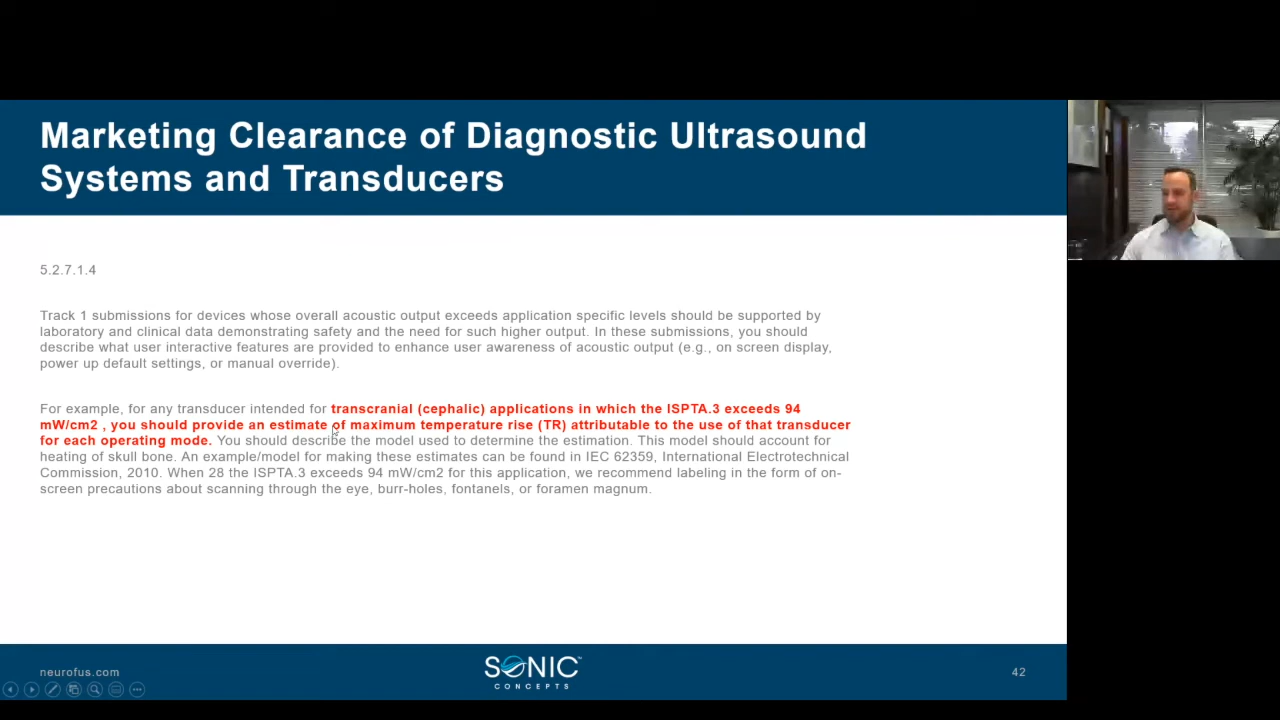 Marketing Clearance of Diagnostic Ultrasound
Systems and Transducers
5.2.7.1.4
Track 1 submissions for devices whose overall acoustic output exceeds application specific levels should be supported by
laboratory and clinical data demonstrating safety and the need for such higher output. In these submissions, you should
describe what user interactive features are provided to enhance user awareness of acoustic output (e.g., on screen display,
power up default settings, or manual override).
For example, for any transducer intended for transcranial (cephalic) applications in which the ISPTA.3 exceeds 94
mW/cm2 , you should provide an estimate of maximum temperature rise (TR) attributable to the use of that transducer
for each operating mode. You should describe the model used to determine the estimation. This model should account for
heating of skull bone. An example/model for making these estimates can be found in IEC 62359, International Electrotechnical
Commission, 2010. When 28 the ISPTA.3 exceeds 94 mW/cm2 for this application, we recommend labeling in the form of on-
screen precautions about scanning through the eye, burr-holes, fontanels, or foramen magnum.
neurofus.com
SONIC
CONCEPTS
42